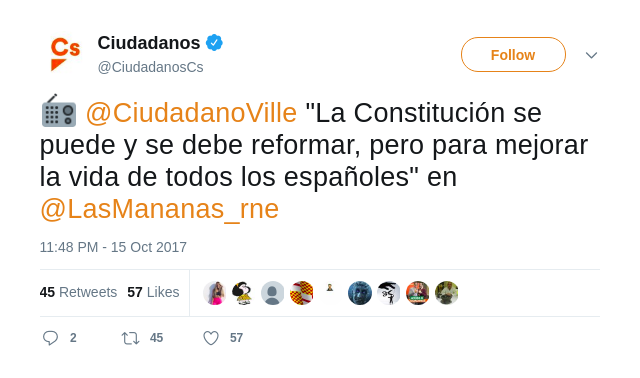 Cs
Ciudadanos
@CiudadanosCs
Follow
@CiudadanoVille "La Constitución se
puede y se debe reformar, pero para mejorar
la vida de todos los españoles" en
@LasMananas_rne
11:48 PM - 15 Oct 2017
45 Retweets 57 Likes
2 45 57